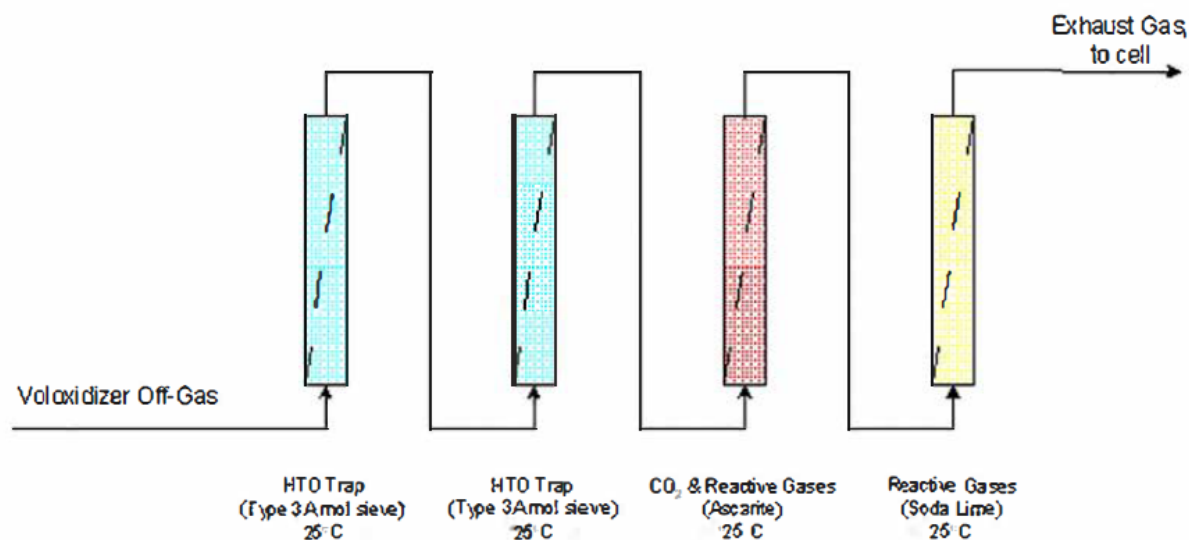 Exhaust Gas,
to cell
Voloxidizer Off-Gas
HTO Trap
(Type 3A mol sieve)
25°C
HTO Trap
(Type 3A mol sieve)
25°C
CO₂ & Reactive Gases
(Ascarite)
25°C
Reactive Gases
(Soda Lime)
25°C